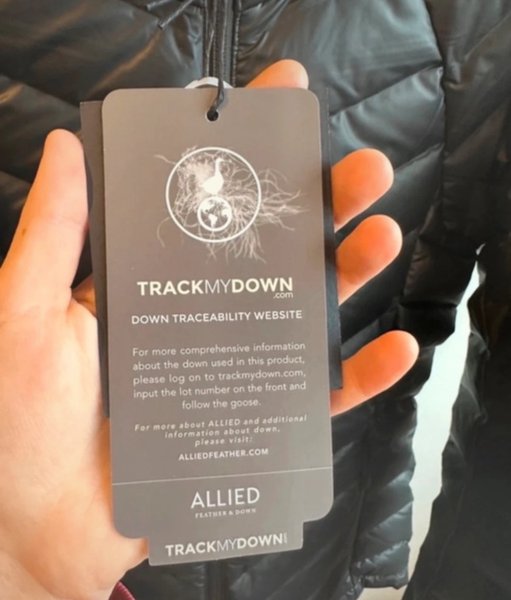 TRACKMYDOWN
.com
DOWN TRACEABILITY WEBSITE
For more comprehensive information
about the down used in this product,
please log on to trackmydown.com,
input the lot number on the front and
follow the goose.
For more about ALLIED and additional
information about down,
please visit:
ALLIEDFEATHER.COM
ALLIED
FEATHER & DOWN
TRACKMYDOWN